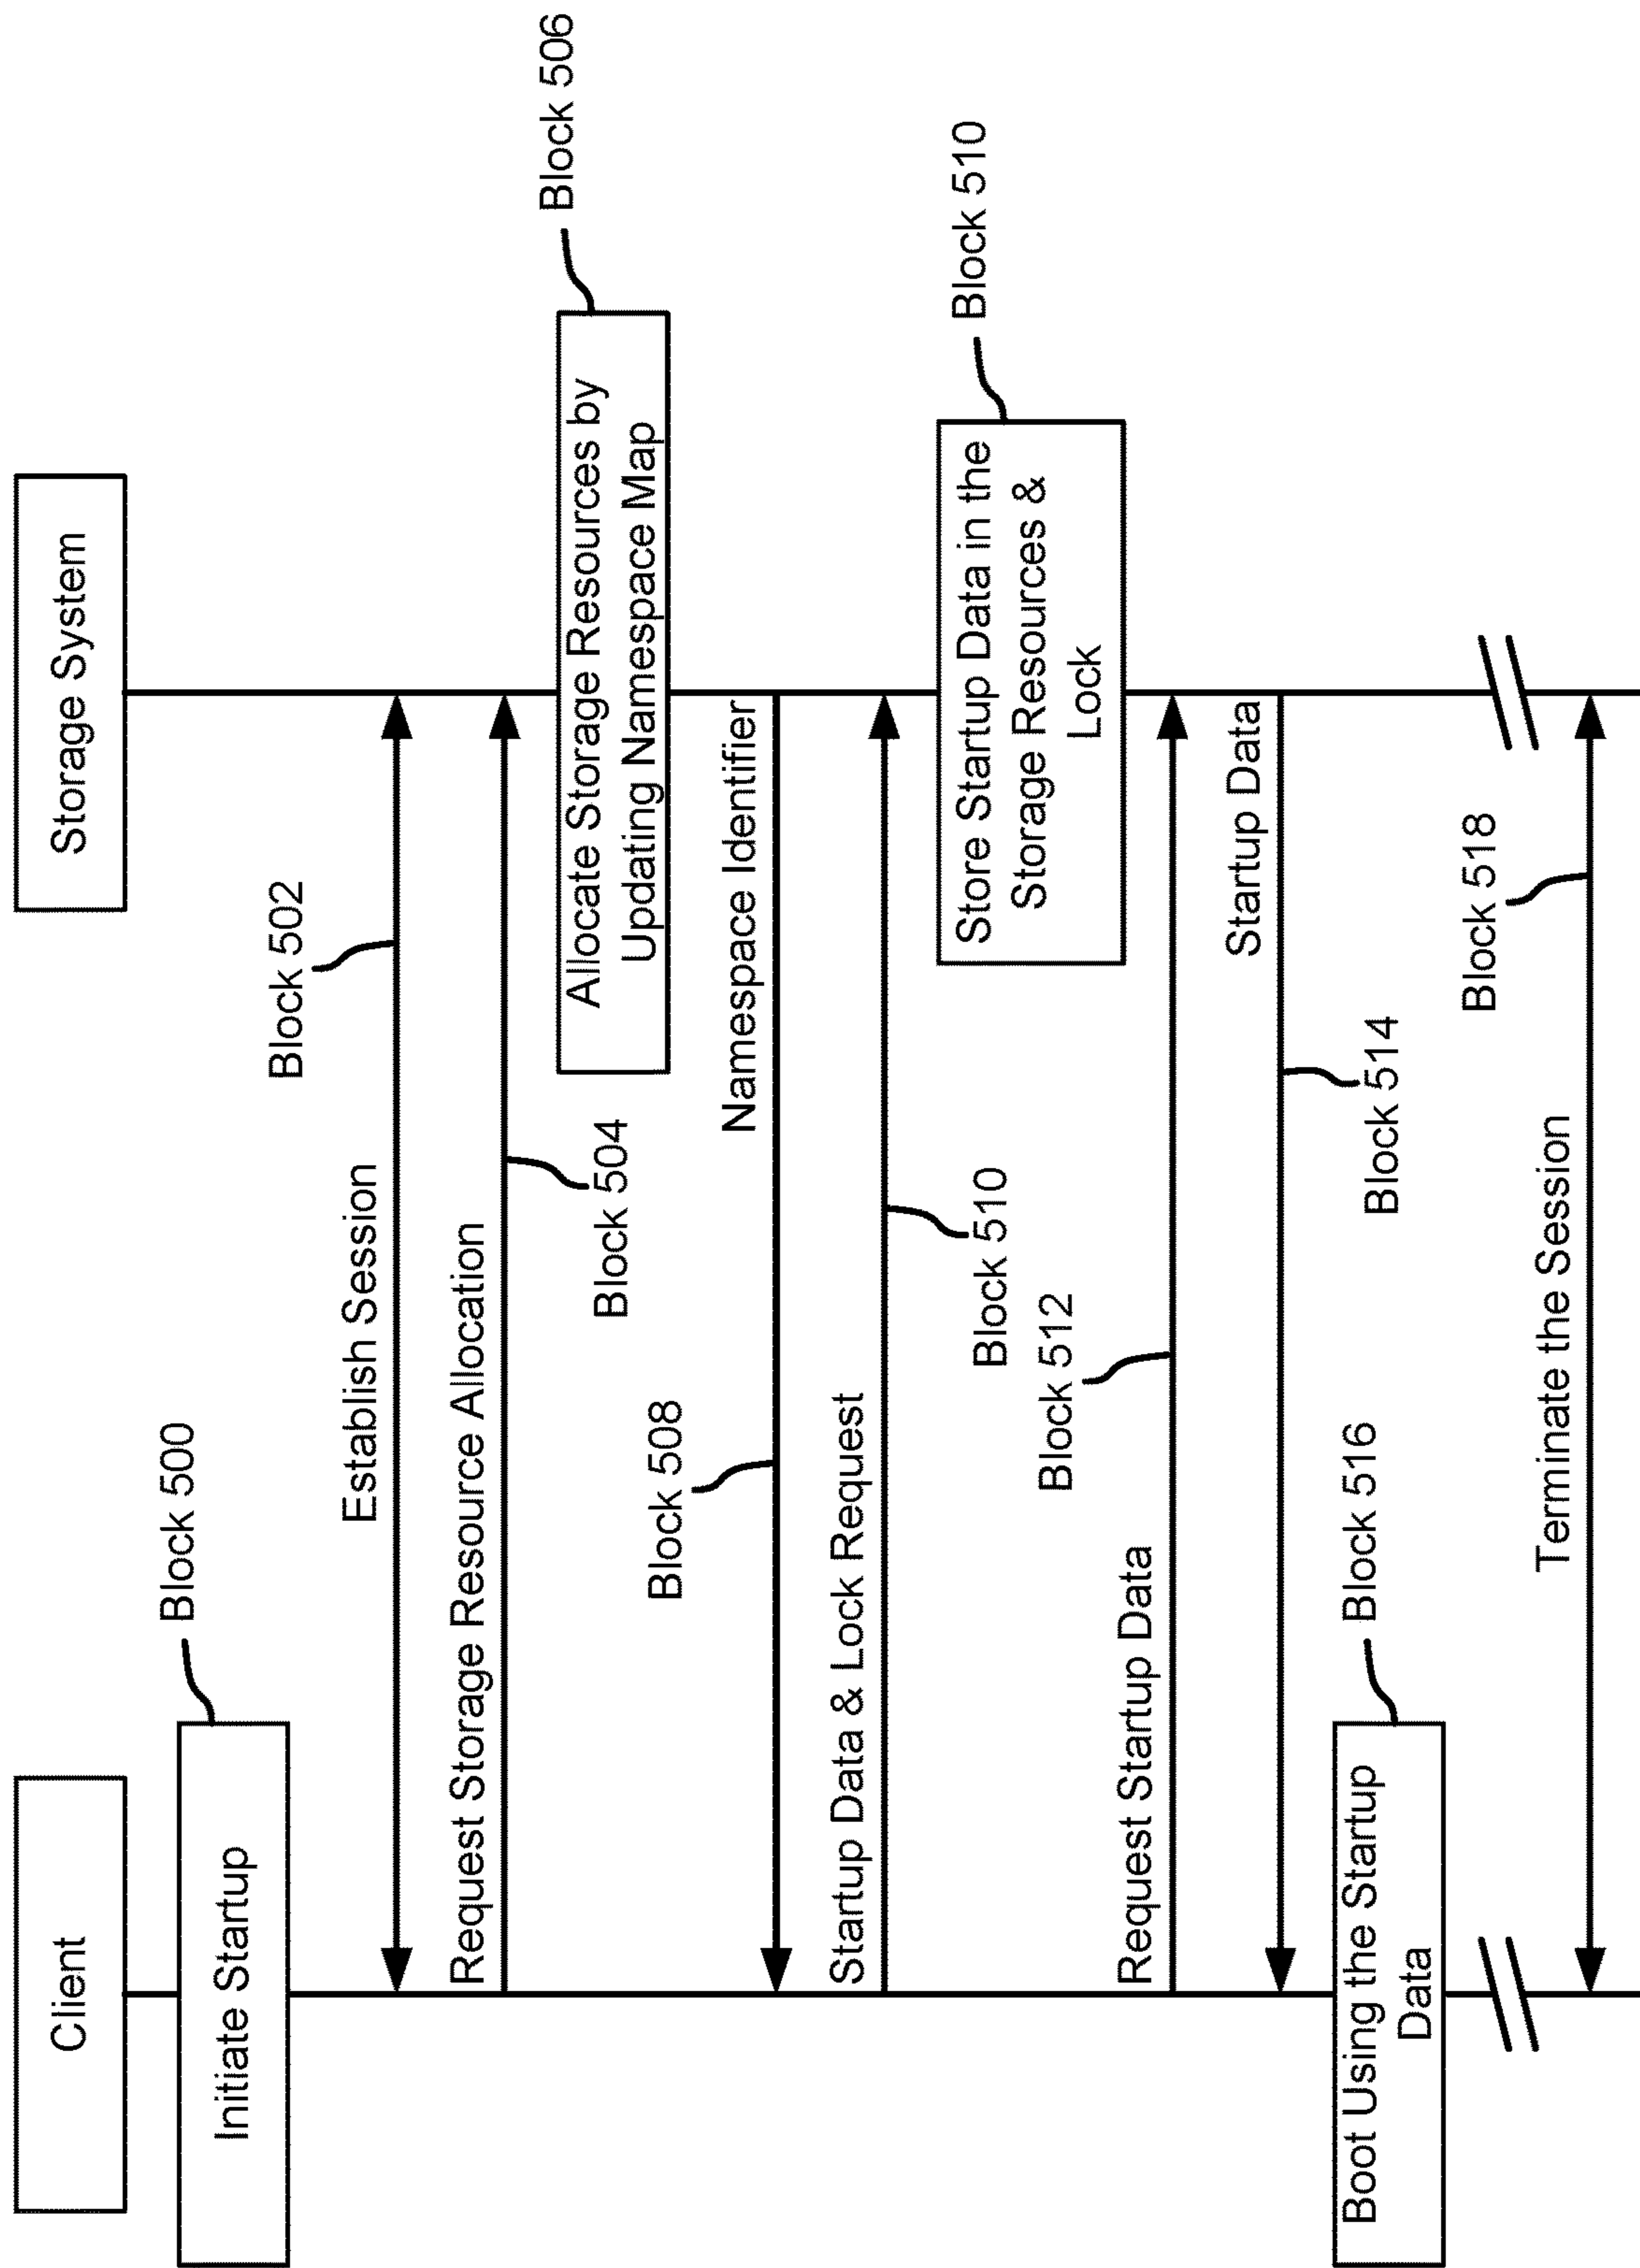 Client
Storage System
Initiate Startup
Block 500
Establish Session
Block 502
Request Storage Resource Allocation
Block 504
Allocate Storage Resources by
Updating Namespace Map
Block 506
Namespace Identifier
Block 508
Startup Data & Lock Request
Block 510
Store Startup Data in the
Storage Resources &
Lock
Block 510
Request Startup Data
Block 512
Startup Data
Block 514
Boot Using the Startup
Data
Block 516
Terminate the Session
Block 518